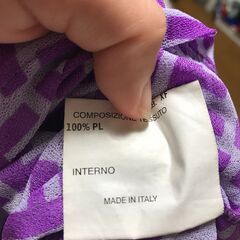 COMPOSIZIONE TESSUTO
100% PL
INTERNO
MADE IN ITALY